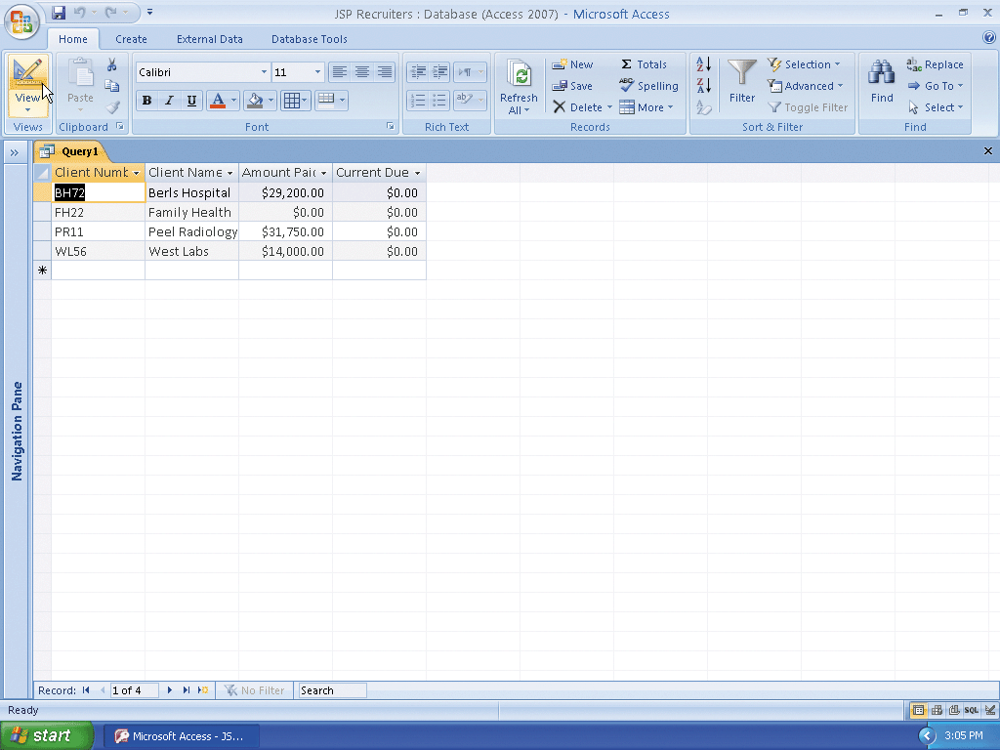 JSP Recruiters : Database (Access 2007) - Microsoft Access
Home Create External Data Database Tools
View
Views
Paste
Clipboard
Calibri 11
B I U A
Font
Rich Text
Refresh All
New
Save
Delete
Σ Totals
ABC Spelling
More
Records
A Z
Z A
Filter
Selection
Advanced
Toggle Filter
Sort & Filter
Find
Replace
Go To
Select
Find
» Query1
Client Numb Client Name Amount Paic Current Due
BH72 Berls Hospital $29,200.00 $0.00
FH22 Family Health $0.00 $0.00
PR11 Peel Radiology $31,750.00 $0.00
WL56 West Labs $14,000.00 $0.00
*
Navigation Pane
Record: 1 of 4 No Filter Search
Ready SQL
start Microsoft Access - JS... 3:05 PM